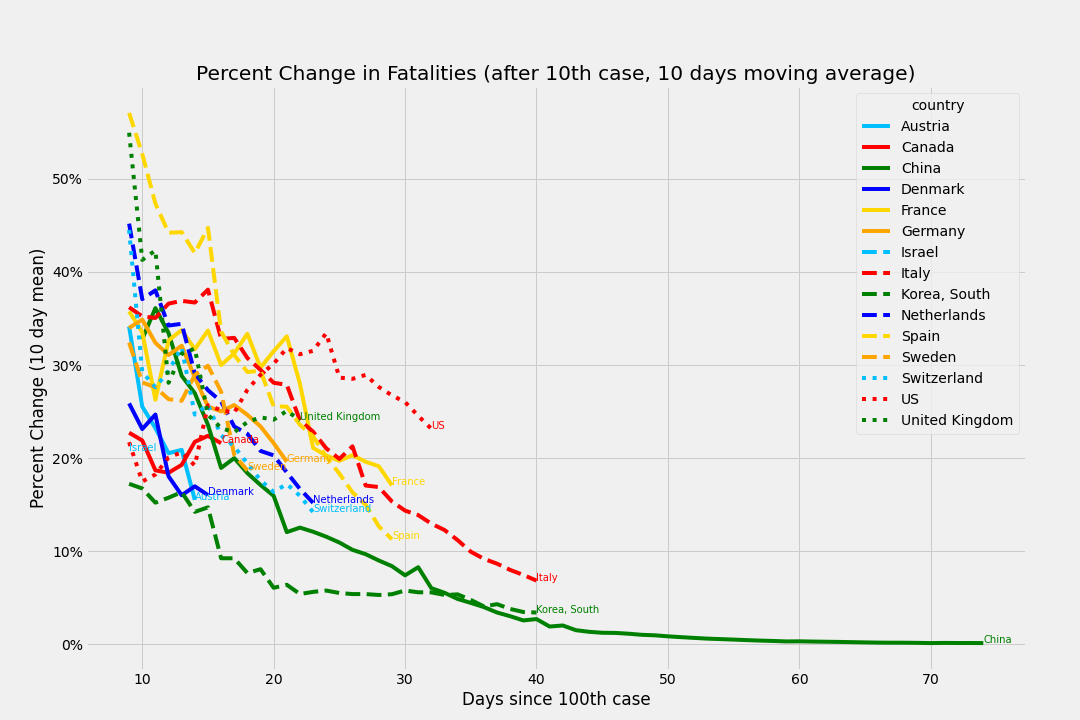 Percent Change in Fatalities (after 10th case, 10 days moving average)
country
Austria
Canada
China
Denmark
France
Germany
Israel
Italy
Korea, South
Netherlands
Spain
Sweden
Switzerland
US
United Kingdom
50%
40%
30%
20%
10%
0%
Percent Change (10 day mean)
United Kingdom
US
Canada
Israel
Germany
Sweden
France
Denmark
Austria
Netherlands
Switzerland
Spain
Italy
Korea, South
China
10 20 30 40 50 60 70
Days since 100th case